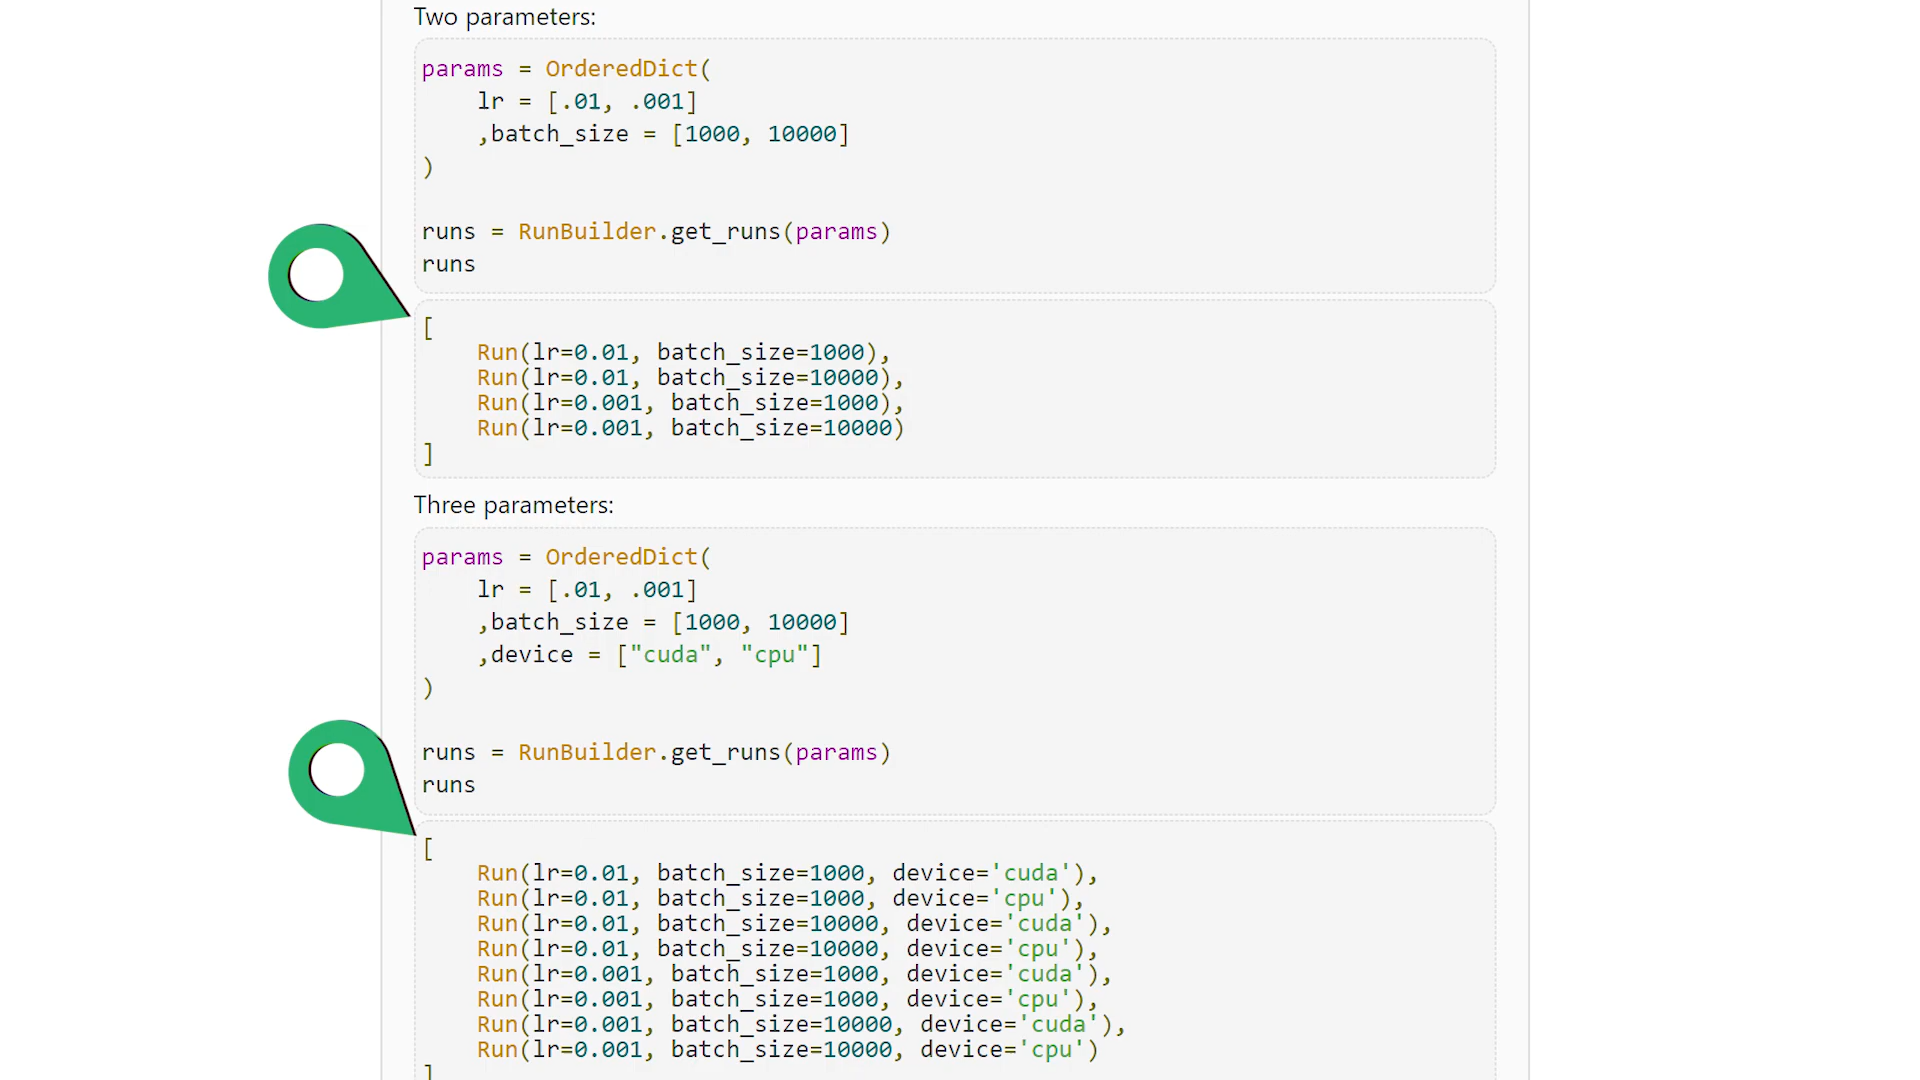 Two parameters:
params = OrderedDict(
    lr = [.01, .001]
    ,batch_size = [1000, 10000]
)
runs = RunBuilder.get_runs(params)
runs
[
    Run(lr=0.01, batch_size=1000),
    Run(lr=0.01, batch_size=10000),
    Run(lr=0.001, batch_size=1000),
    Run(lr=0.001, batch_size=10000)
]
Three parameters:
params = OrderedDict(
    lr = [.01, .001]
    ,batch_size = [1000, 10000]
    ,device = ["cuda", "cpu"]
)
runs = RunBuilder.get_runs(params)
runs
[
    Run(lr=0.01, batch_size=1000, device='cuda'),
    Run(lr=0.01, batch_size=1000, device='cpu'),
    Run(lr=0.01, batch_size=10000, device='cuda'),
    Run(lr=0.01, batch_size=10000, device='cpu'),
    Run(lr=0.001, batch_size=1000, device='cuda'),
    Run(lr=0.001, batch_size=1000, device='cpu'),
    Run(lr=0.001, batch_size=10000, device='cuda'),
    Run(lr=0.001, batch_size=10000, device='cpu')
]